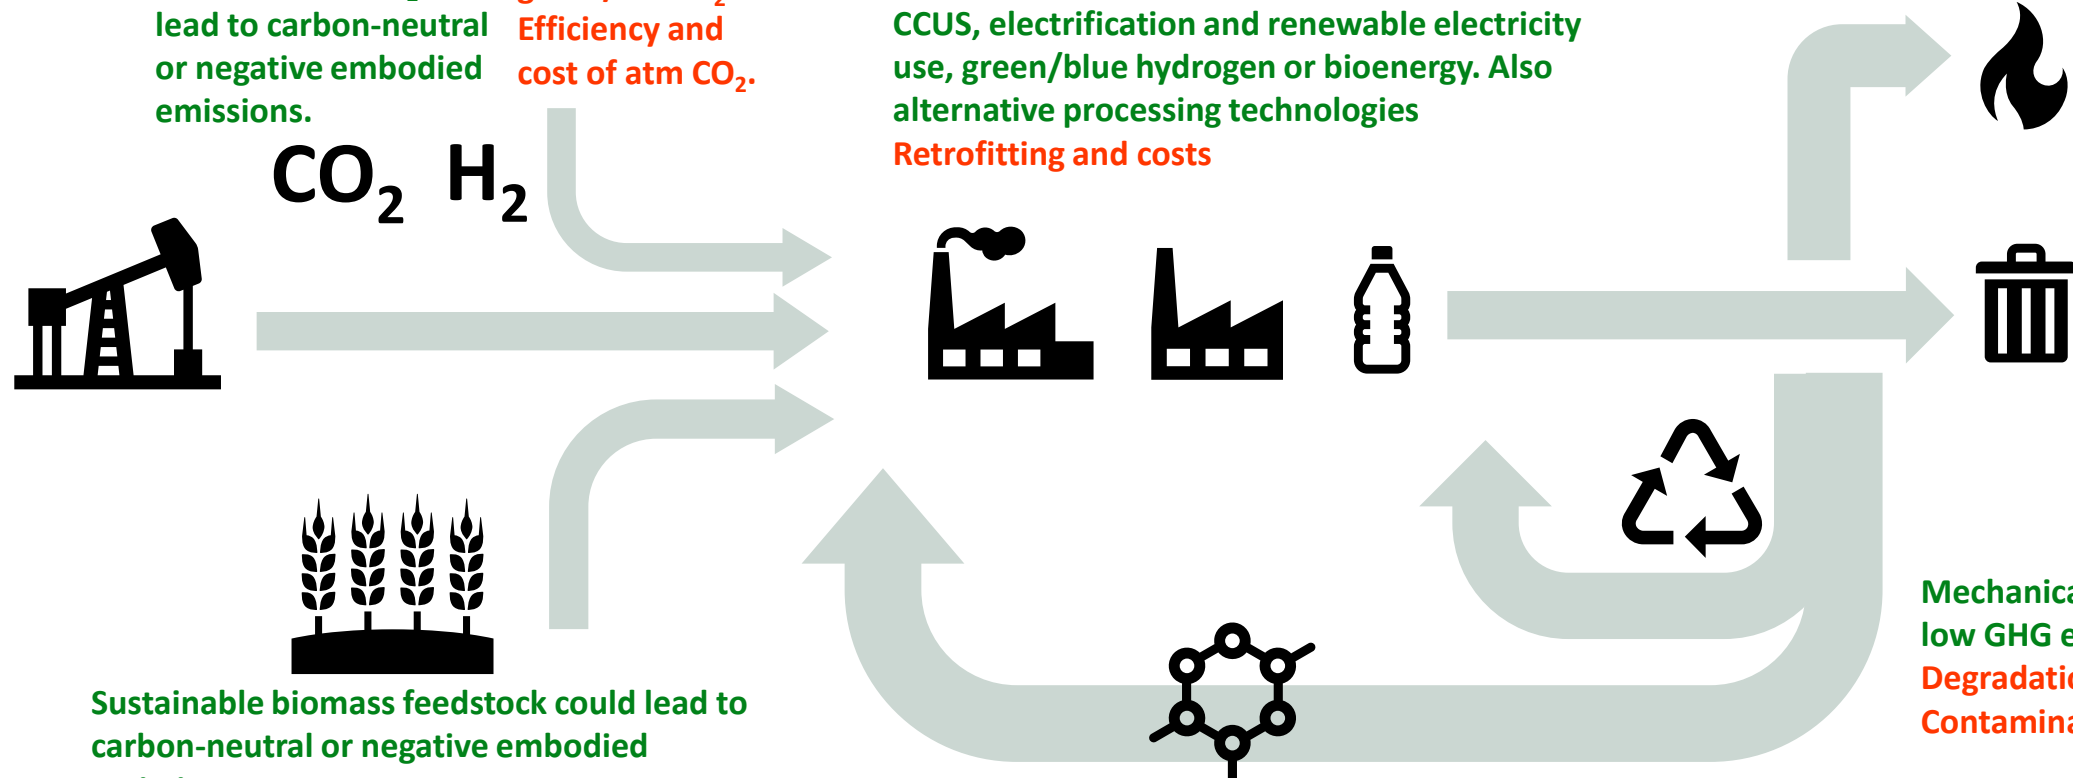 lead to carbon-neutral
or negative embodied
emissions.
Efficiency and
cost of atm CO₂.
CCUS, electrification and renewable electricity
use, green/blue hydrogen or bioenergy. Also
alternative processing technologies
Retrofitting and costs
CO₂ H₂
Sustainable biomass feedstock could lead to
carbon-neutral or negative embodied
low GHG